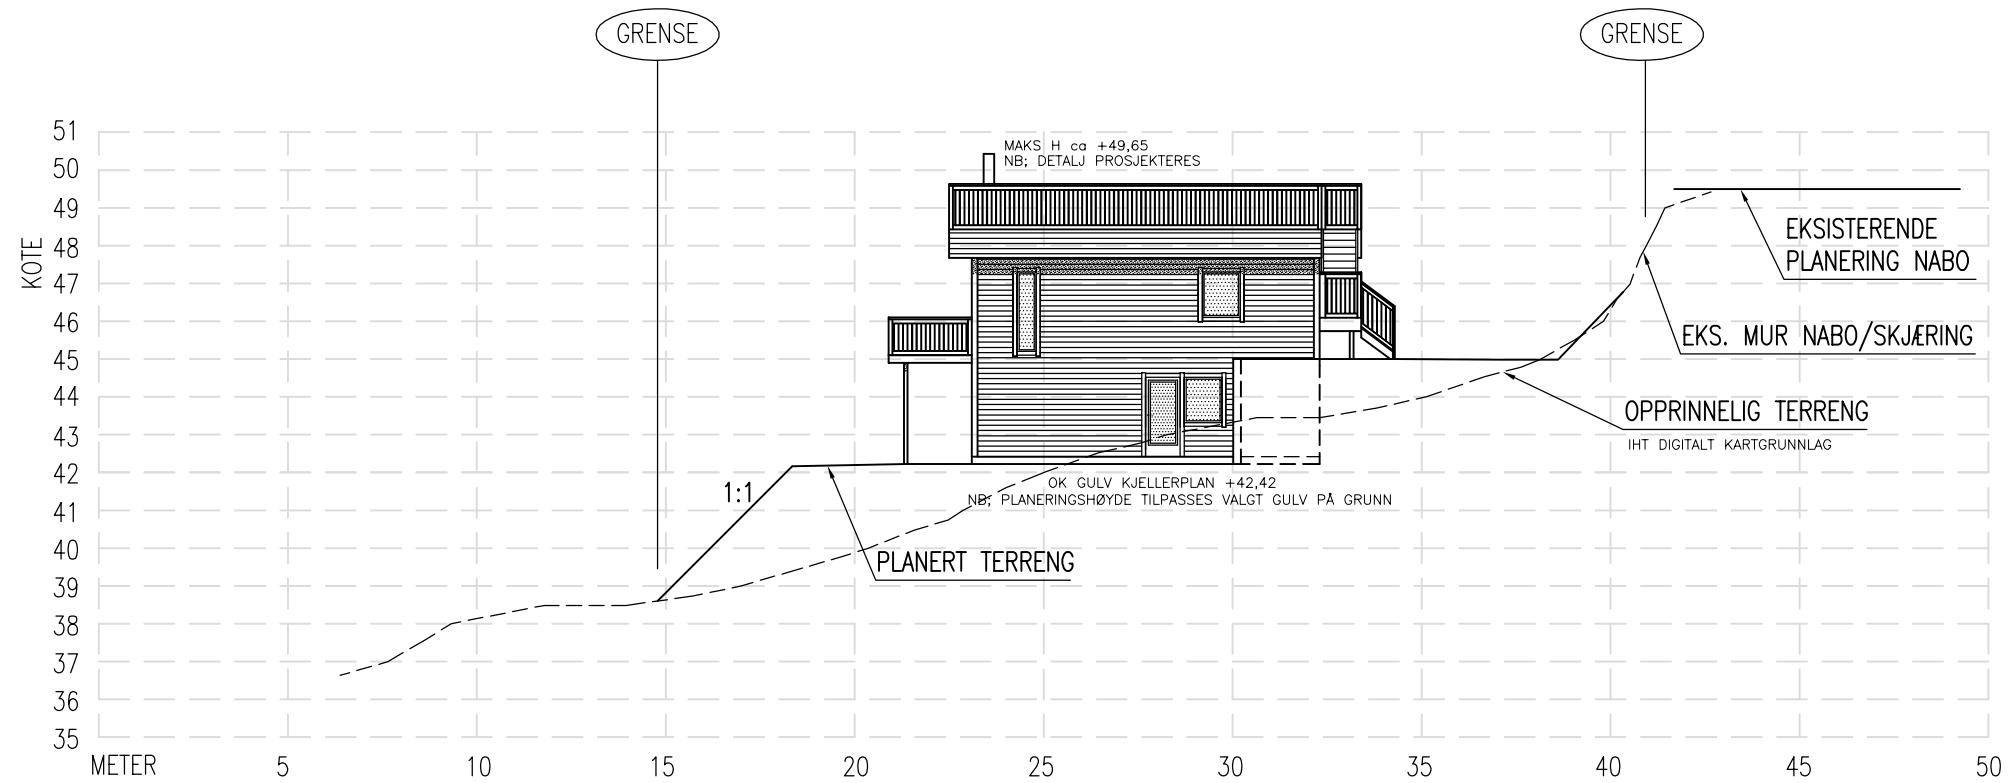 GRENSE
GRENSE
51
50
49
48
47
46
45
44
43
42
41
40
39
38
37
36
35
KOTE
MAKS H ca +49,65
NB; DETALJ PROSJEKTERES
EKSISTERENDE
PLANERING NABO
EKS. MUR NABO/SKJÆRING
OPPRINNELIG TERRENG
IHT DIGITALT KARTGRUNNLAG
1:1
OK GULV KJELLERPLAN +42,42
NB; PLANERINGSHØYDE TILPASSES VALGT GULV PÅ GRUNN
PLANERT TERRENG
METER 5 10 15 20 25 30 35 40 45 50